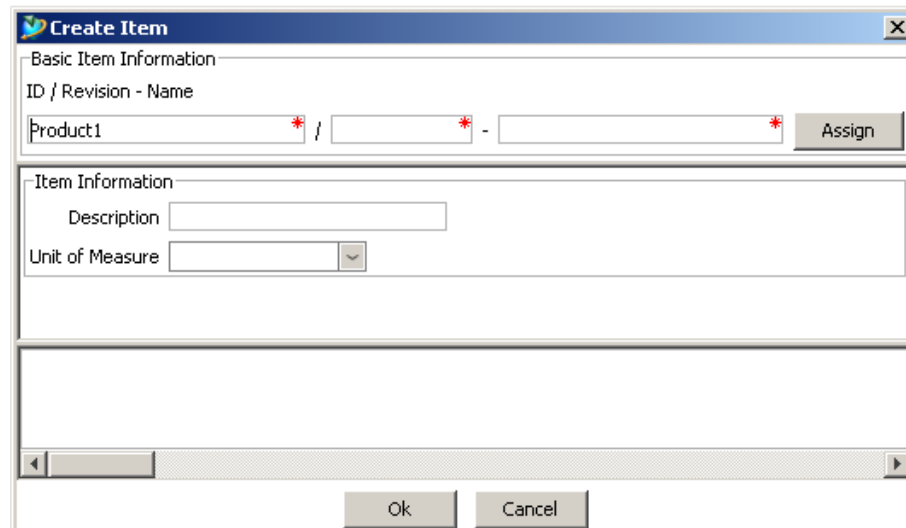 Create Item
Basic Item Information
ID / Revision - Name
Product1 * / * - * Assign
Item Information
Description
Unit of Measure
Ok Cancel